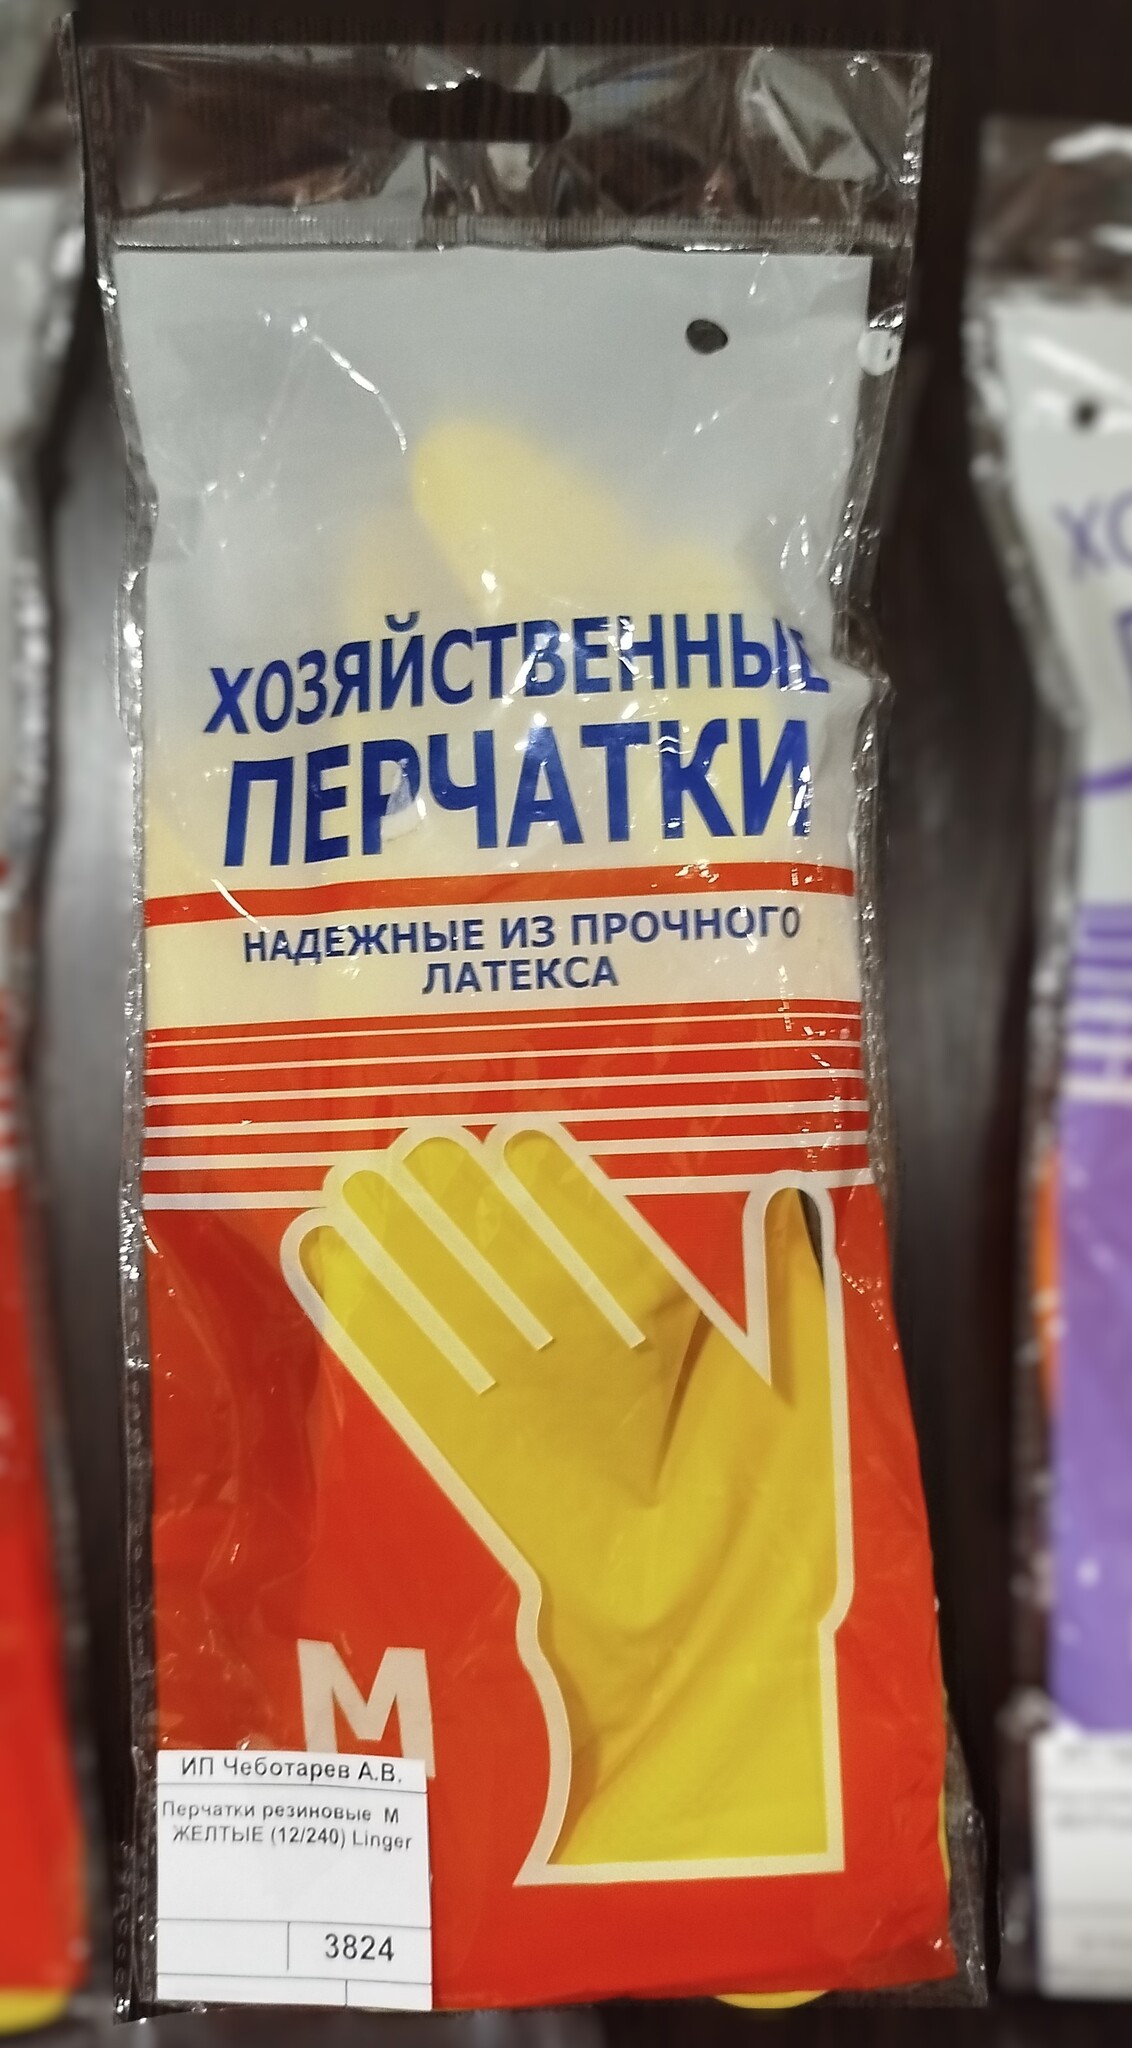 ХОЗЯЙСТВЕННЫЕ
ПЕРЧАТКИ
НАДЕЖНЫЕ ИЗ ПРОЧНОГО
ЛАТЕКСА
М
ИП Чеботарев А.В.
Перчатки резиновые М
ЖЕЛТЫЕ (12/240) Linger
3824